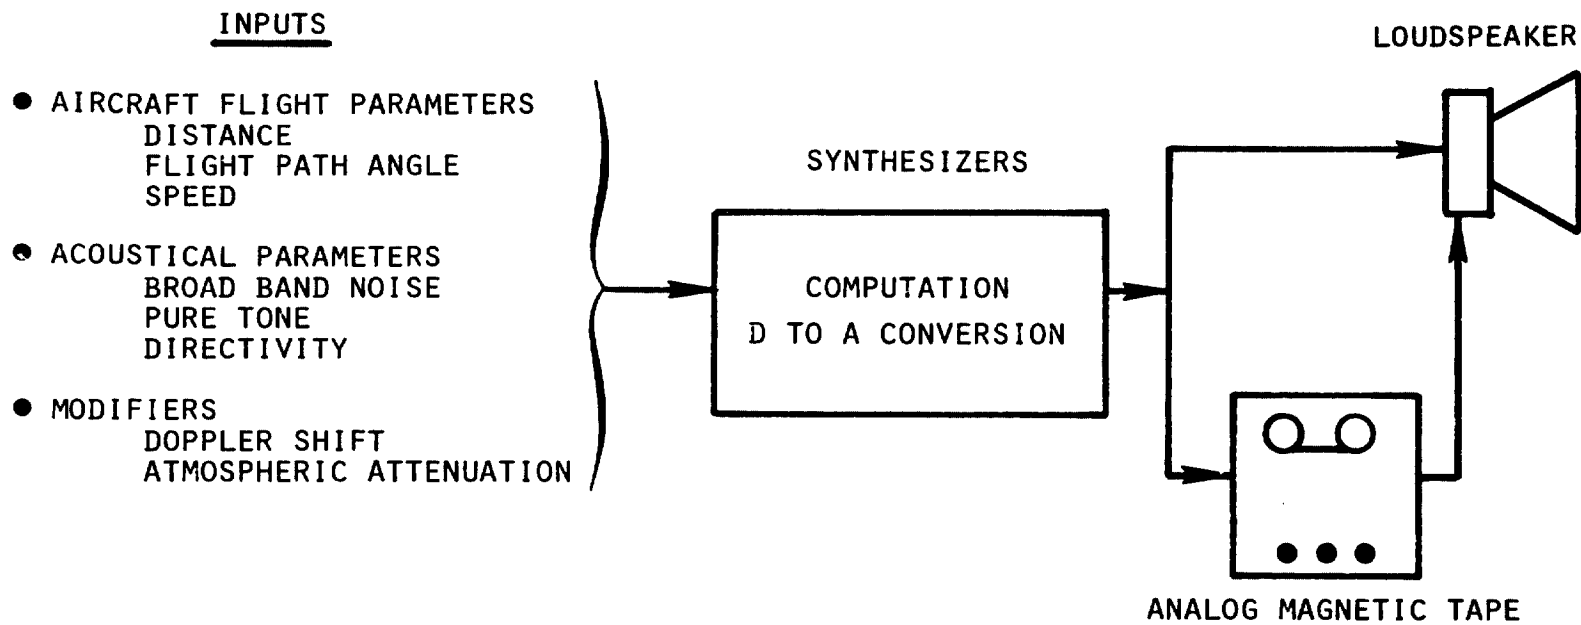 INPUTS
● AIRCRAFT FLIGHT PARAMETERS
DISTANCE
FLIGHT PATH ANGLE
SPEED
● ACOUSTICAL PARAMETERS
BROAD BAND NOISE
PURE TONE
DIRECTIVITY
● MODIFIERS
DOPPLER SHIFT
ATMOSPHERIC ATTENUATION
SYNTHESIZERS
COMPUTATION
D TO A CONVERSION
LOUDSPEAKER
ANALOG MAGNETIC TAPE